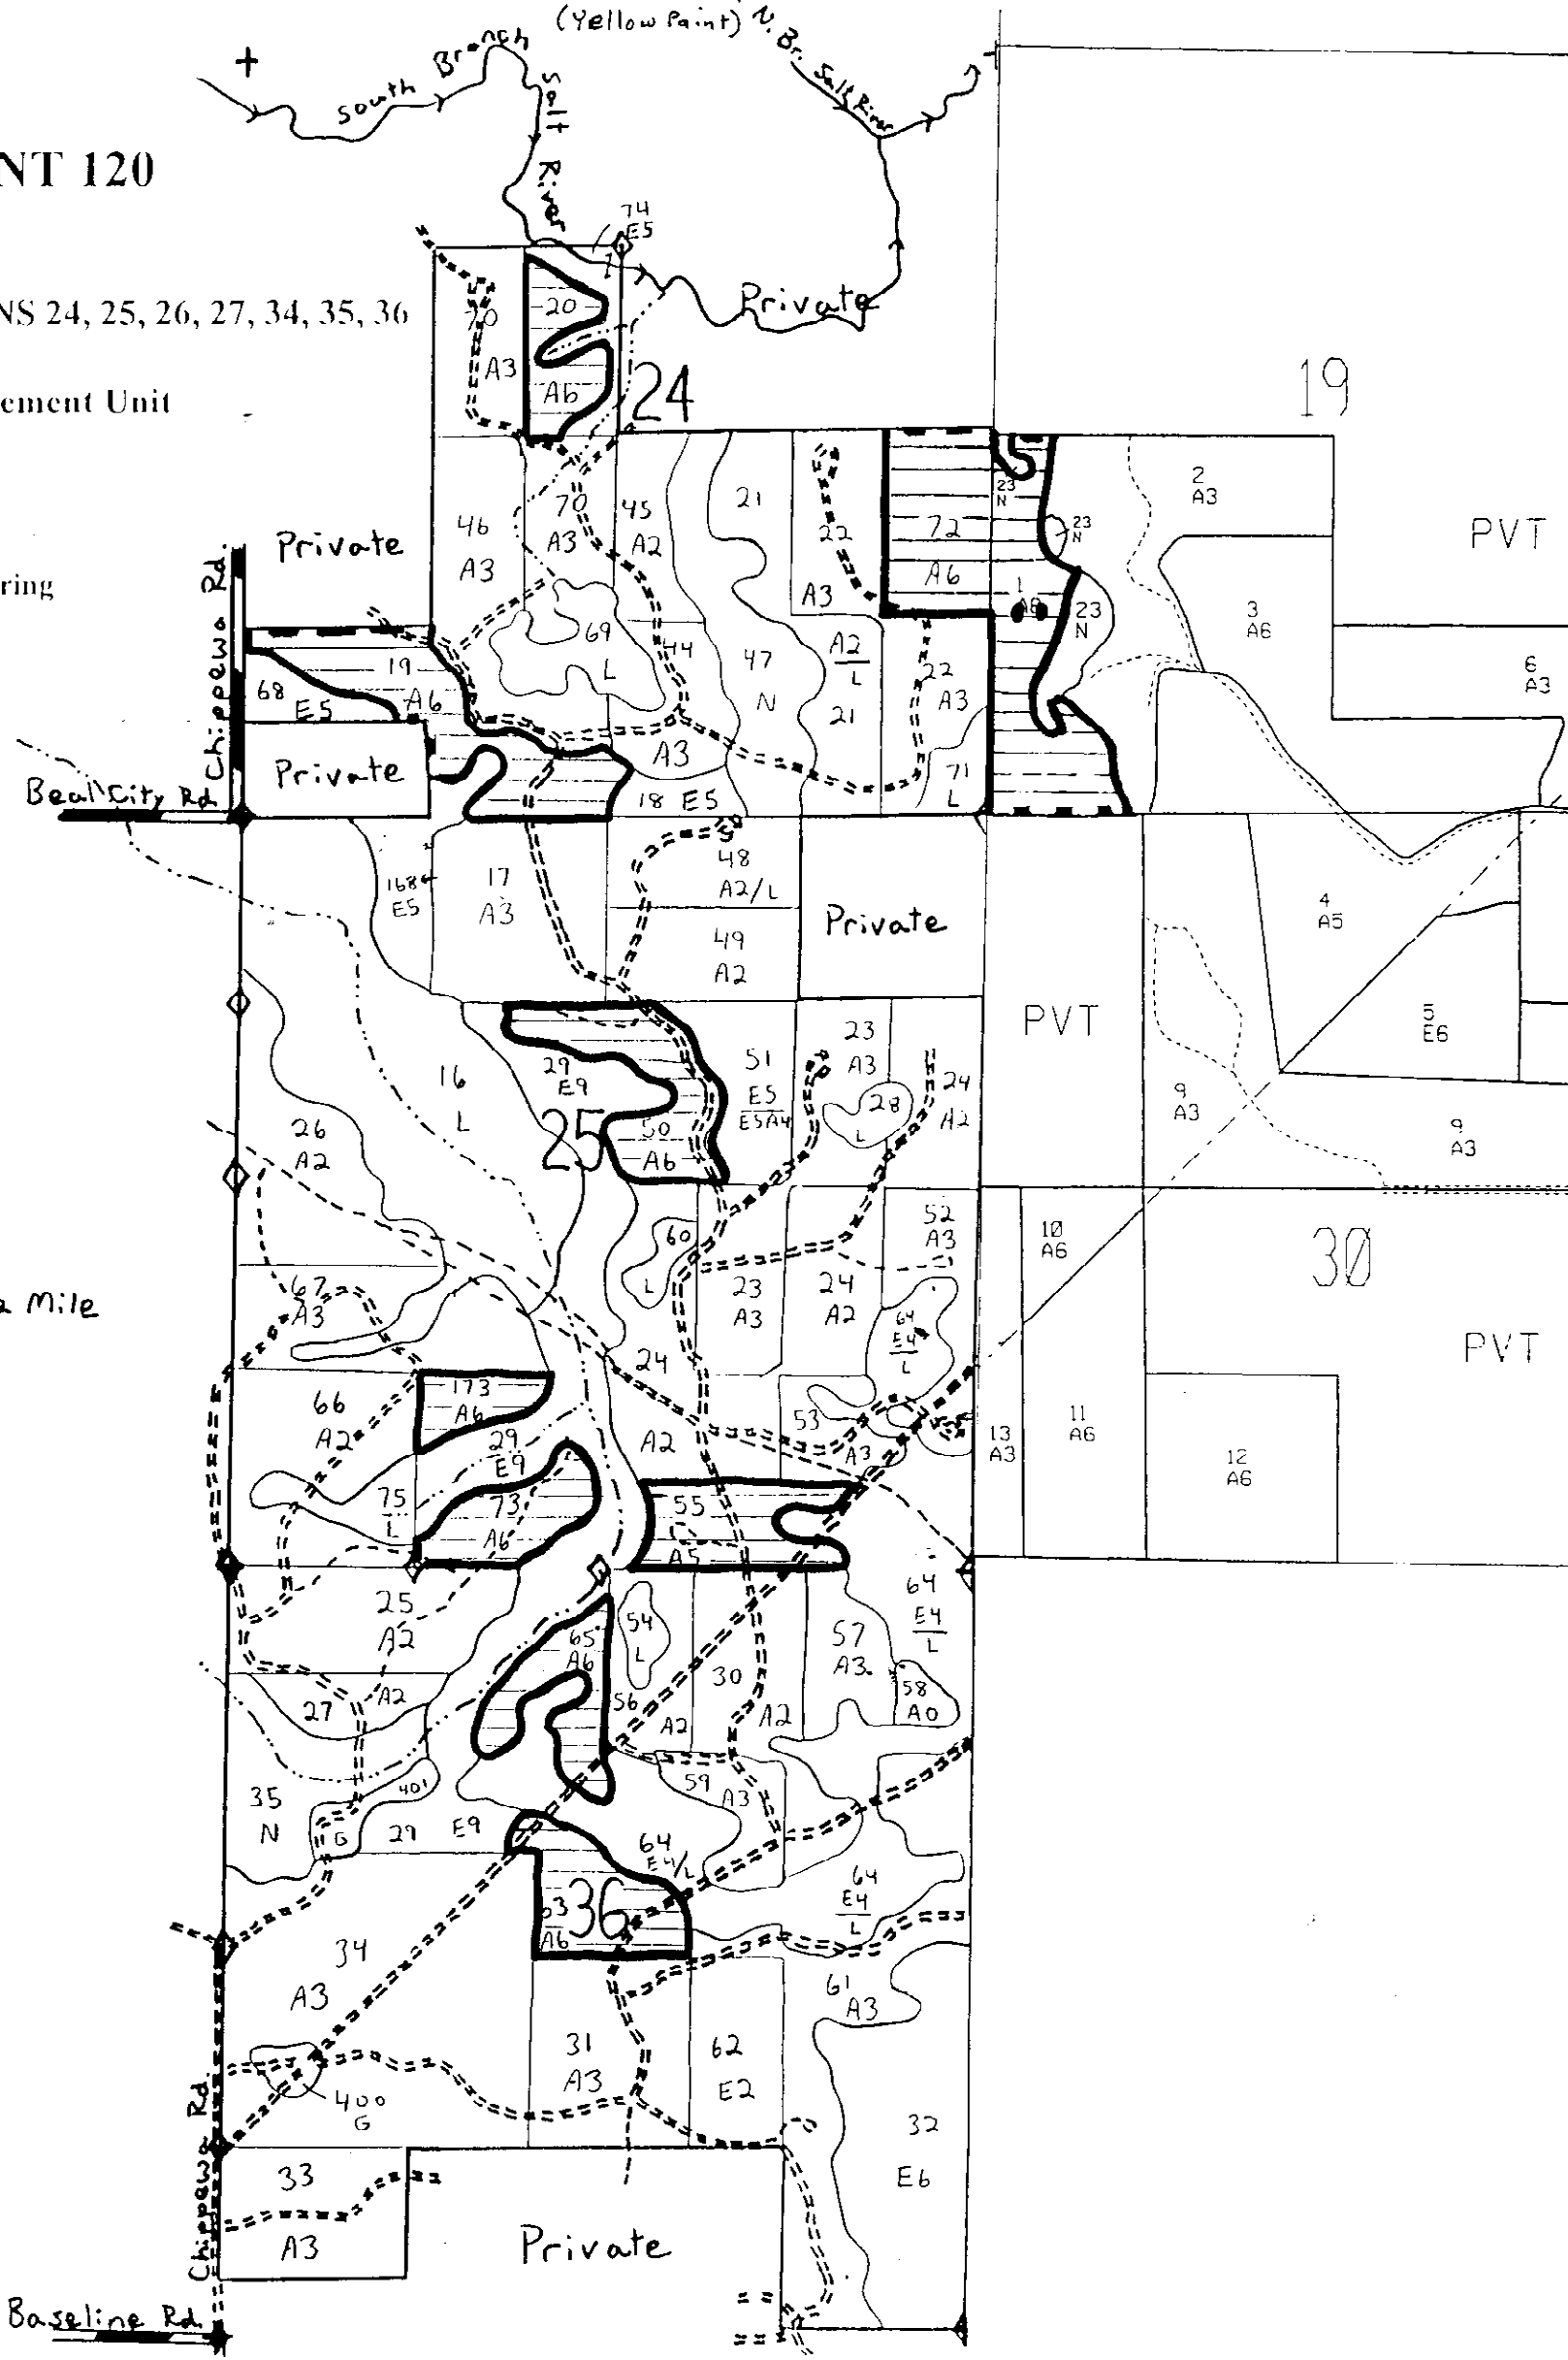 (Yellow Paint)
N. Br. Salt River
South Branch Salt River
NT 120
74
E5
NS 24, 25, 26, 27, 34, 35, 36
Private
20
70
A3
A6
24
19
ement Unit
2
A3
21
45
A2
70
A3
46
A3
22
A3
72
A6
23
N
23
N
PVT
Private
Chippewa Rd.
ring
1
A6
23
N
3
A6
69
L
44
47
N
A2
L
21
22
A3
6
A3
19
A6
68
E5
A3
71
L
Private
Beal City Rd.
18 E5
168
E5
17
A3
48
A2/L
49
A2
Private
4
A5
5
E6
PVT
29
E9
16
L
51
E5
E5A4
23
A3
28
L
24
A2
9
A3
9
A3
26
A2
25
50
A6
60
L
52
A3
10
A6
30
67
A3
23
A3
24
A2
64
E4
L
a Mile
PVT
24
A2
173
A6
66
A2
29
E9
53
A3
13
A3
11
A6
12
A6
75
L
73
A6
55
A5
25
A2
65
A6
54
L
64
E4
L
57
A3
30
A2
56
A2
58
A0
27
A2
35
N
401
G
29 E9
59
A3
64
E4/L
64
E4
L
63
A6
36
34
A3
61
A3
31
A3
62
E2
400
G
32
E6
Chippewa Rd.
33
A3
Private
Baseline Rd.